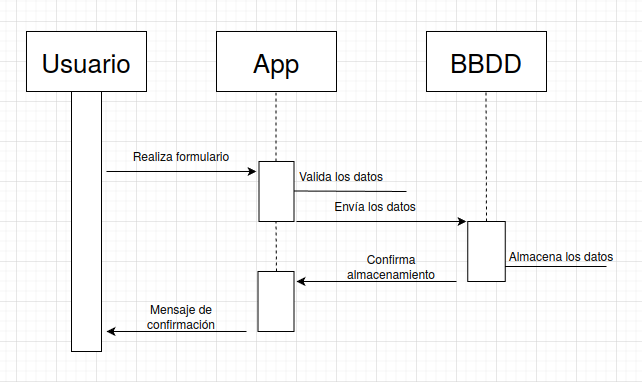 Usuario
App
BBDD
Realiza formulario
Valida los datos
Envía los datos
Almacena los datos
Confirma
almacenamiento
Mensaje de
confirmación